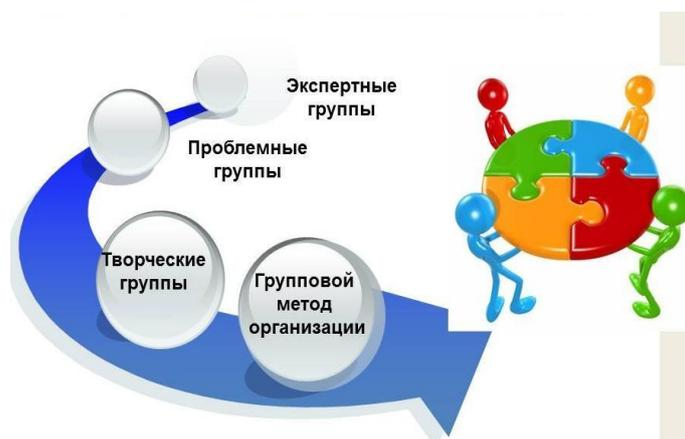 Экспертные
группы
Проблемные
группы
Творческие
группы
Групповой
метод
организации